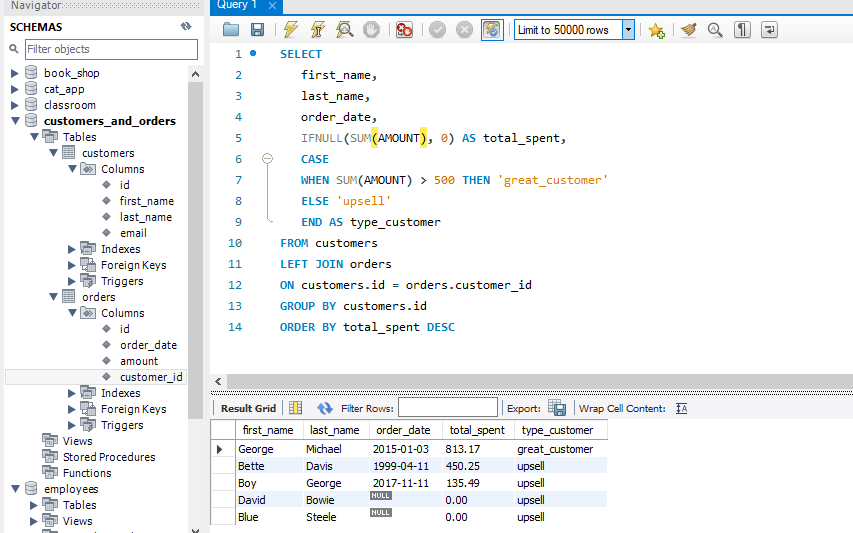 Navigator
SCHEMAS
Filter objects
book_shop
cat_app
classroom
customers_and_orders
Tables
customers
Columns
id
first_name
last_name
email
Indexes
Foreign Keys
Triggers
orders
Columns
id
order_date
amount
customer_id
Indexes
Foreign Keys
Triggers
Views
Stored Procedures
Functions
employees
Tables
Views
Query 1
Limit to 50000 rows
1 SELECT
2 first_name,
3 last_name,
4 order_date,
5 IFNULL(SUM(AMOUNT), 0) AS total_spent,
6 CASE
7 WHEN SUM(AMOUNT) > 500 THEN 'great_customer'
8 ELSE 'upsell'
9 END AS type_customer
10 FROM customers
11 LEFT JOIN orders
12 ON customers.id = orders.customer_id
13 GROUP BY customers.id
14 ORDER BY total_spent DESC
Result Grid Filter Rows: Export: Wrap Cell Content: IA
first_name last_name order_date total_spent type_customer
George Michael 2015-01-03 813.17 great_customer
Bette Davis 1999-04-11 450.25 upsell
Boy George 2017-11-11 135.49 upsell
David Bowie NULL 0.00 upsell
Blue Steele NULL 0.00 upsell